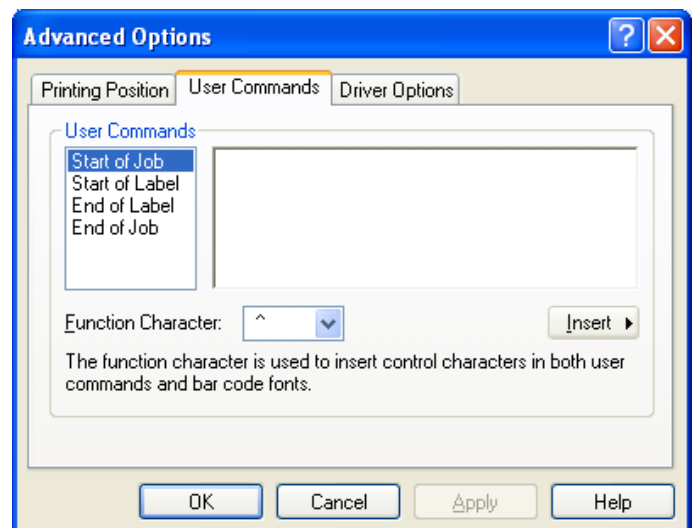 Advanced Options
Printing Position User Commands Driver Options
User Commands
Start of Job
Start of Label
End of Label
End of Job
Function Character: ^ Insert
The function character is used to insert control characters in both user
commands and bar code fonts.
OK Cancel Apply Help